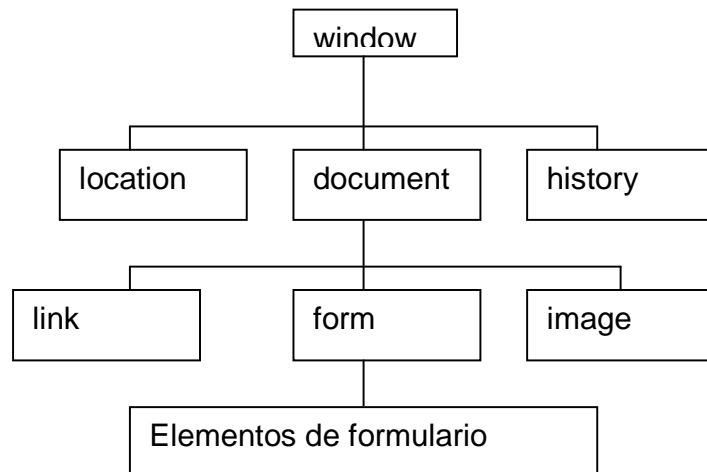 window
location
document
history
link
form
image
Elementos de formulario